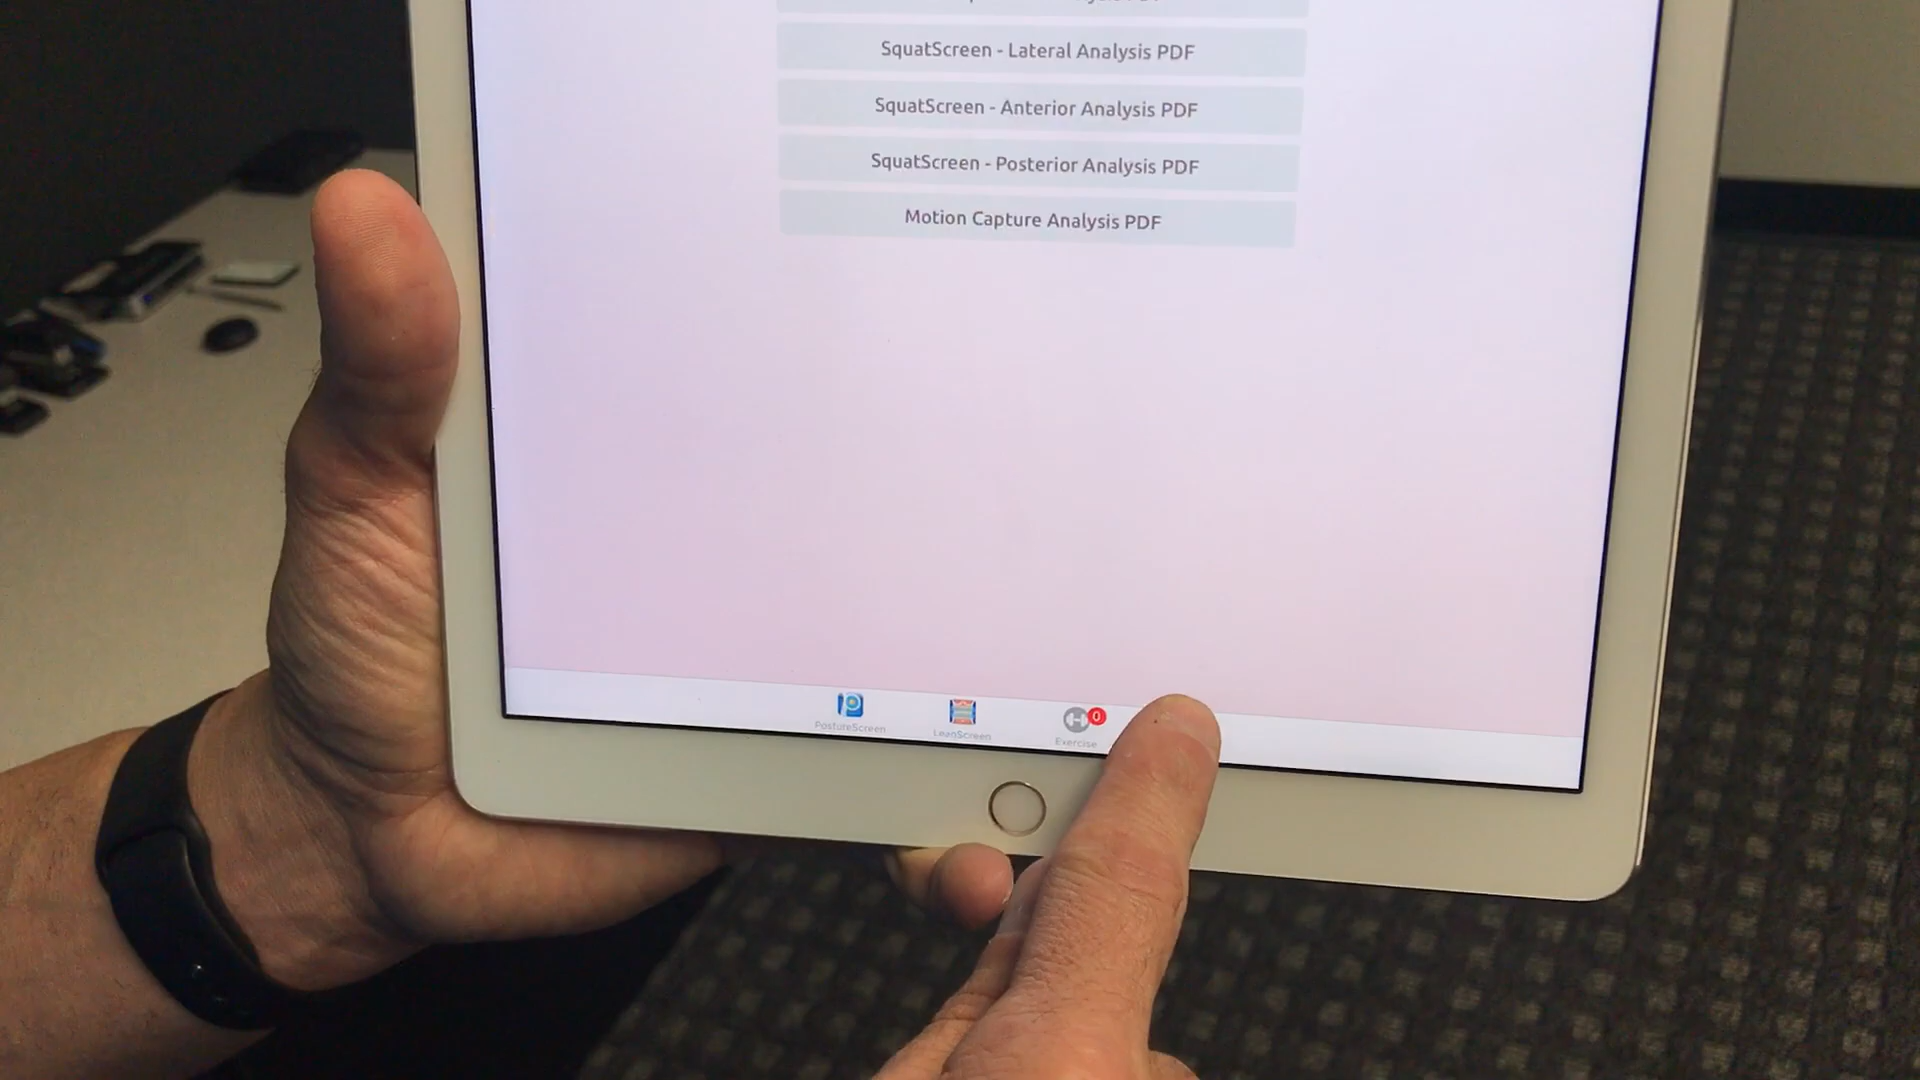 SquatScreen - Lateral Analysis PDF
SquatScreen - Anterior Analysis PDF
SquatScreen - Posterior Analysis PDF
Motion Capture Analysis PDF
PostureScreen
LeanScreen
Exercise
0